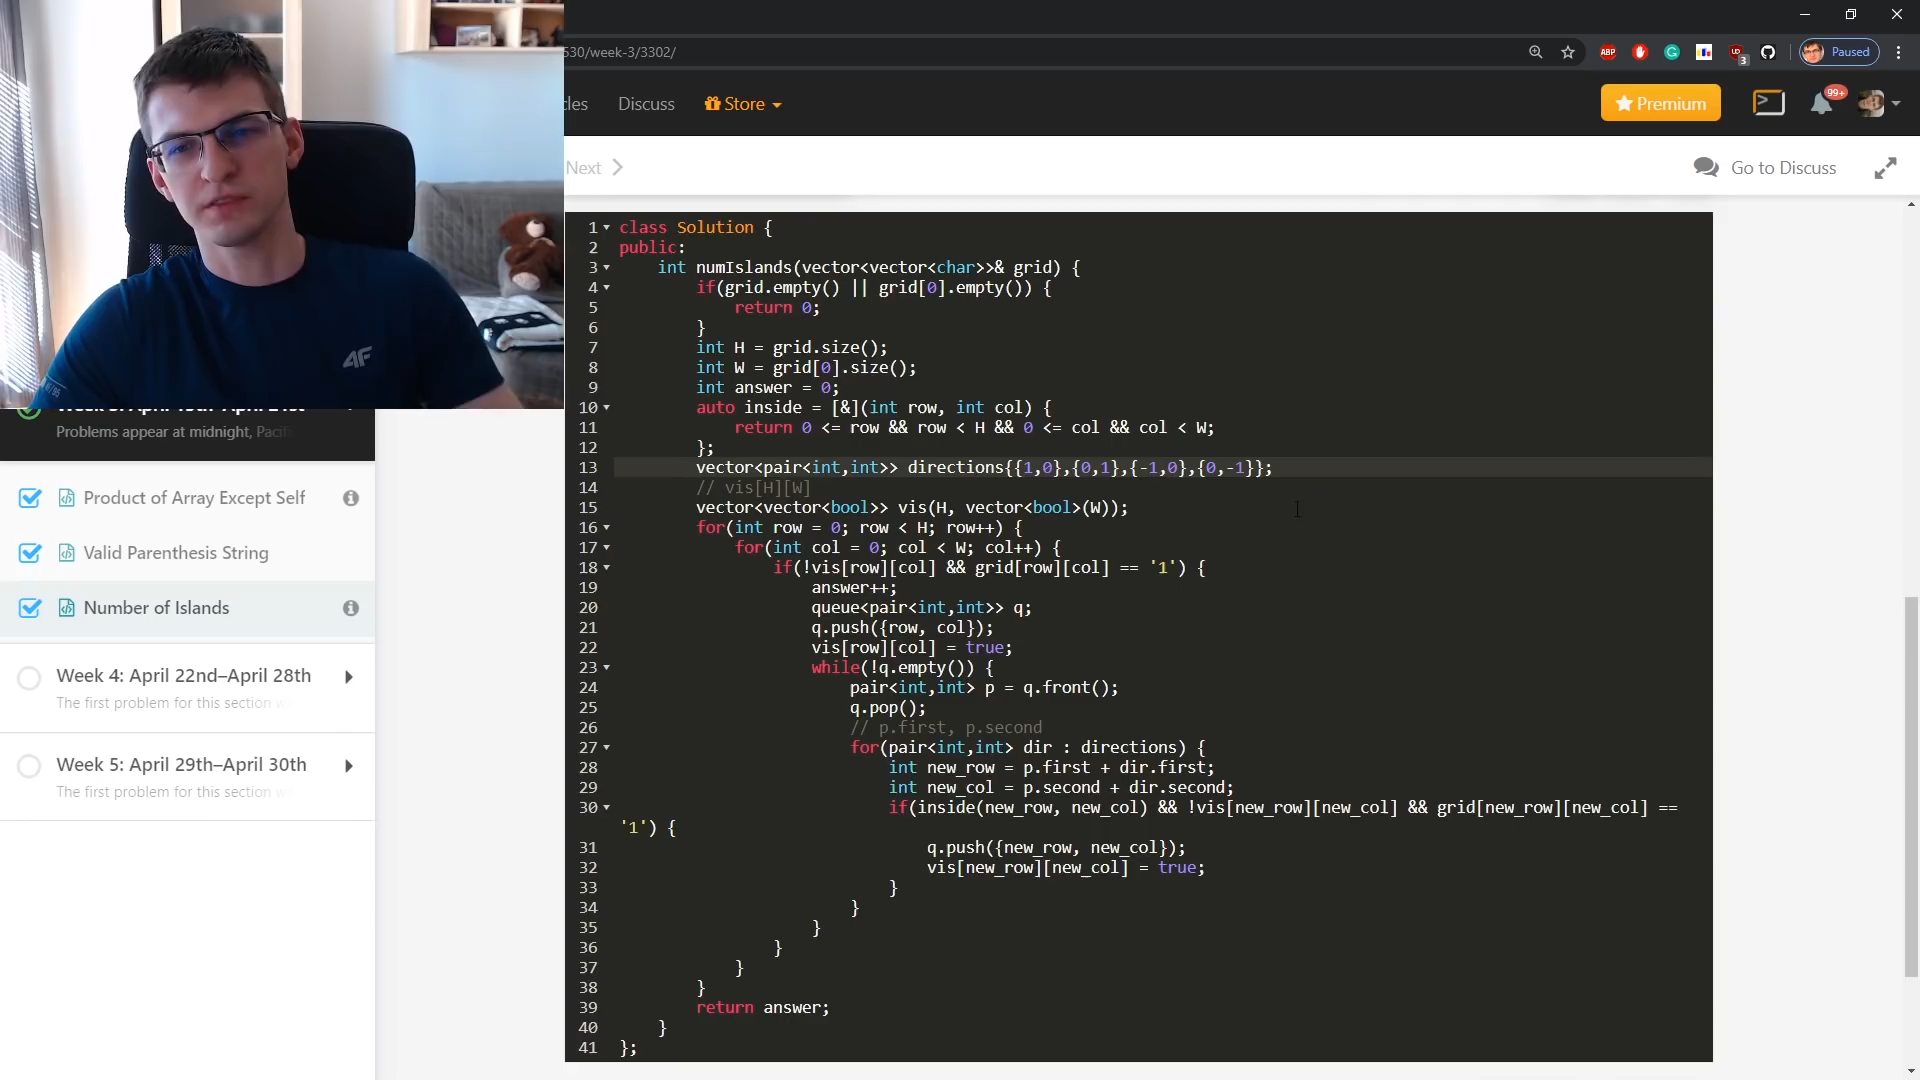 530/week-3/3302/
ABP
3
Paused
cles
Discuss
Store
Premium
99+
Next
Go to Discuss
Problems appear at midnight, Pacifi
Product of Array Except Self
Valid Parenthesis String
Number of Islands
Week 4: April 22nd–April 28th
The first problem for this section w
Week 5: April 29th–April 30th
The first problem for this section w
1 class Solution {
2 public:
3     int numIslands(vector<vector<char>>& grid) {
4         if(grid.empty() || grid[0].empty()) {
5             return 0;
6         }
7         int H = grid.size();
8         int W = grid[0].size();
9         int answer = 0;
10         auto inside = [&](int row, int col) {
11             return 0 <= row && row < H && 0 <= col && col < W;
12         };
13         vector<pair<int,int>> directions{{1,0},{0,1},{-1,0},{0,-1}};
14         // vis[H][W]
15         vector<vector<bool>> vis(H, vector<bool>(W));
16         for(int row = 0; row < H; row++) {
17             for(int col = 0; col < W; col++) {
18                 if(!vis[row][col] && grid[row][col] == '1') {
19                     answer++;
20                     queue<pair<int,int>> q;
21                     q.push({row, col});
22                     vis[row][col] = true;
23                     while(!q.empty()) {
24                         pair<int,int> p = q.front();
25                         q.pop();
26                         // p.first, p.second
27                         for(pair<int,int> dir : directions) {
28                             int new_row = p.first + dir.first;
29                             int new_col = p.second + dir.second;
30                             if(inside(new_row, new_col) && !vis[new_row][new_col] && grid[new_row][new_col] ==
'1') {
31                                 q.push({new_row, new_col});
32                                 vis[new_row][new_col] = true;
33                             }
34                         }
35                     }
36                 }
37             }
38         }
39         return answer;
40     }
41 };